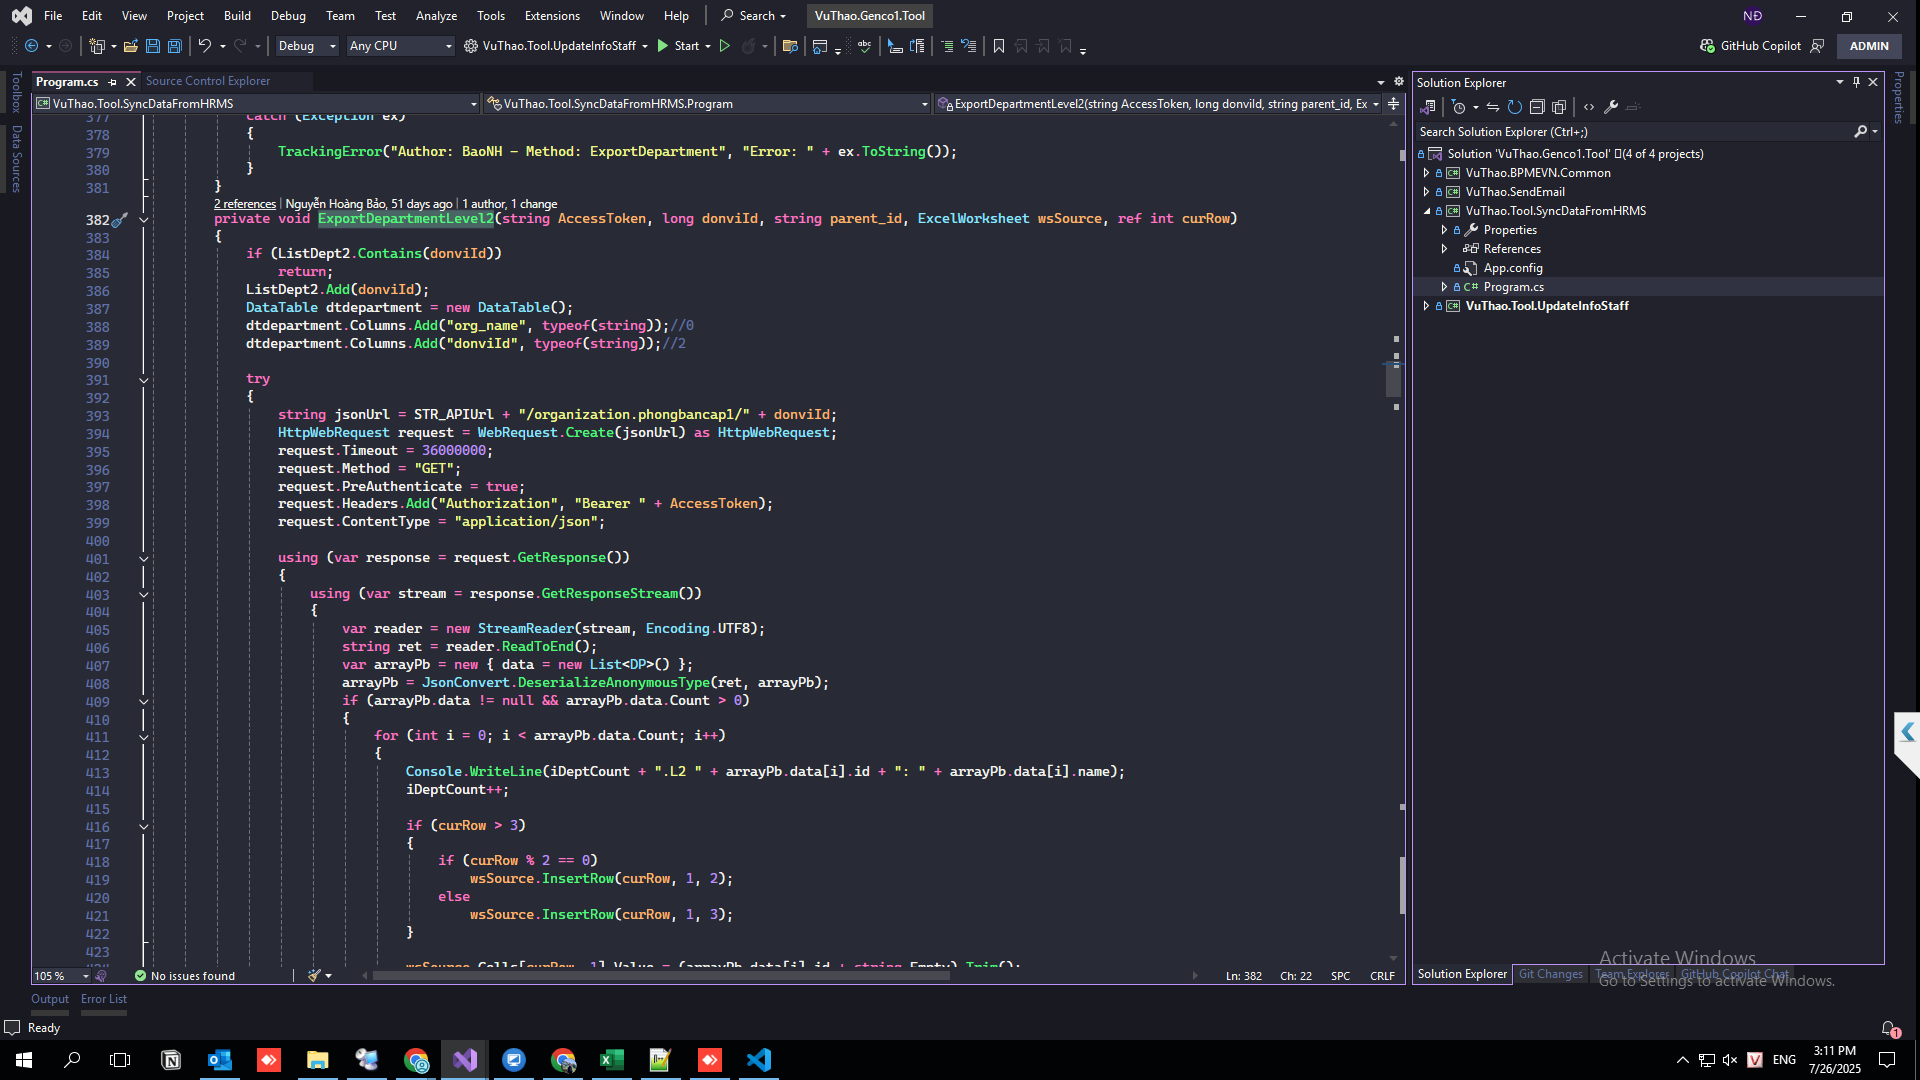 File Edit View Project Build Debug Team Test Analyze Tools Extensions Window Help Search VuThao.Genco1.Tool NĐ
Debug Any CPU VuThao.Tool.UpdateInfoStaff Start GitHub Copilot ADMIN
Toolbox
Data Sources
Program.cs Source Control Explorer
VuThao.Tool.SyncDataFromHRMS VuThao.Tool.SyncDataFromHRMS.Program ExportDepartmentLevel2(string AccessToken, long donviId, string parent_id, Ex
377 catch (Exception ex)
378 {
379 TrackingError("Author: BaoNH - Method: ExportDepartment", "Error: " + ex.ToString());
380 }
381 }
2 references | Nguyễn Hoàng Bảo, 51 days ago | 1 author, 1 change
382 private void ExportDepartmentLevel2(string AccessToken, long donviId, string parent_id, ExcelWorksheet wsSource, ref int curRow)
383 {
384 if (ListDept2.Contains(donviId))
385 return;
386 ListDept2.Add(donviId);
387 DataTable dtdepartment = new DataTable();
388 dtdepartment.Columns.Add("org_name", typeof(string));//0
389 dtdepartment.Columns.Add("donviId", typeof(string));//2
390
391 try
392 {
393 string jsonUrl = STR_APIUrl + "/organization.phongbancap1/" + donviId;
394 HttpWebRequest request = WebRequest.Create(jsonUrl) as HttpWebRequest;
395 request.Timeout = 36000000;
396 request.Method = "GET";
397 request.PreAuthenticate = true;
398 request.Headers.Add("Authorization", "Bearer " + AccessToken);
399 request.ContentType = "application/json";
400
401 using (var response = request.GetResponse())
402 {
403 using (var stream = response.GetResponseStream())
404 {
405 var reader = new StreamReader(stream, Encoding.UTF8);
406 string ret = reader.ReadToEnd();
407 var arrayPb = new { data = new List<DP>() };
408 arrayPb = JsonConvert.DeserializeAnonymousType(ret, arrayPb);
409 if (arrayPb.data != null && arrayPb.data.Count > 0)
410 {
411 for (int i = 0; i < arrayPb.data.Count; i++)
412 {
413 Console.WriteLine(iDeptCount + ".L2 " + arrayPb.data[i].id + ": " + arrayPb.data[i].name);
414 iDeptCount++;
415
416 if (curRow > 3)
417 {
418 if (curRow % 2 == 0)
419 wsSource.InsertRow(curRow, 1, 2);
420 else
421 wsSource.InsertRow(curRow, 1, 3);
422 }
423
wsSource.Cells[curRow, 1].Value = (arrayPb.data[i].id + string.Empty).Trim();
105 % No issues found Ln: 382 Ch: 22 SPC CRLF
Solution Explorer
Search Solution Explorer (Ctrl+;)
Solution 'VuThao.Genco1.Tool' (4 of 4 projects)
VuThao.BPMEVN.Common
VuThao.SendEmail
VuThao.Tool.SyncDataFromHRMS
Properties
References
App.config
C# Program.cs
VuThao.Tool.UpdateInfoStaff
Properties
Solution Explorer Git Changes Team Explorer GitHub Copilot Chat
Activate Windows
Go to Settings to activate Windows.
Output Error List
Ready 1
ENG 3:11 PM
7/26/2025